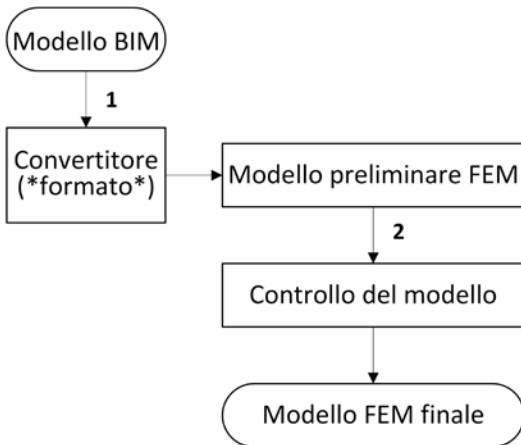 Modello BIM
1
Convertitore
(*formato*)
Modello preliminare FEM
2
Controllo del modello
Modello FEM finale